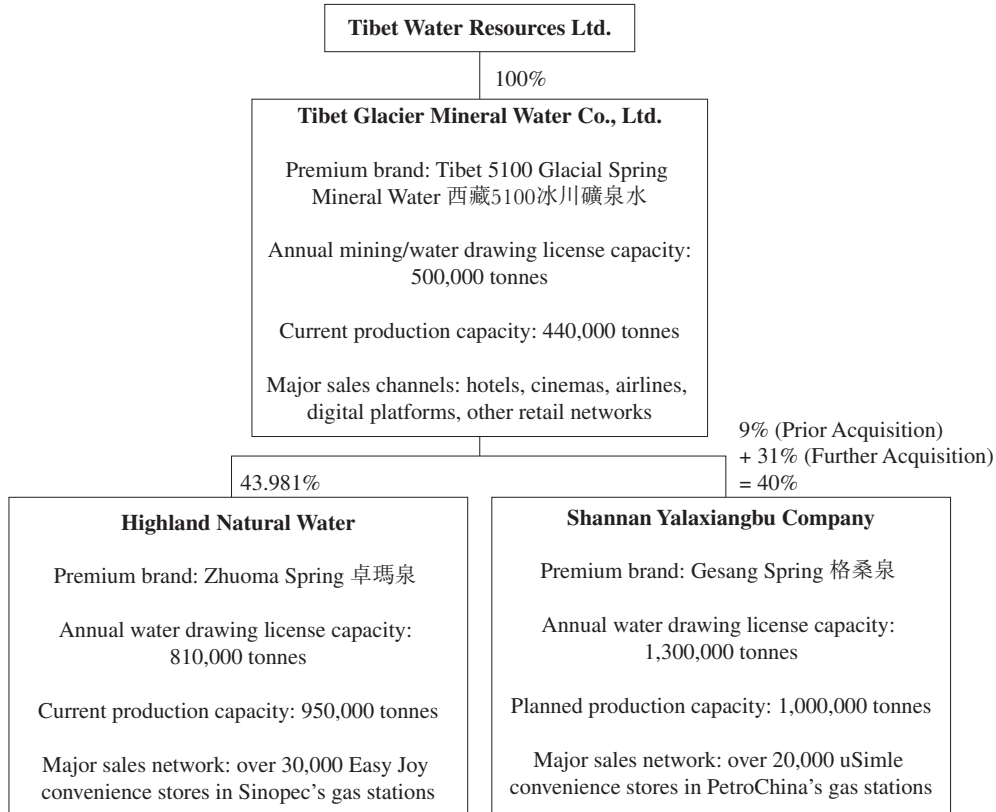 Tibet Water Resources Ltd.
100%
Tibet Glacier Mineral Water Co., Ltd.
Premium brand: Tibet 5100 Glacial Spring
Mineral Water 西藏5100冰川礦泉水
Annual mining/water drawing license capacity:
500,000 tonnes
Current production capacity: 440,000 tonnes
Major sales channels: hotels, cinemas, airlines,
digital platforms, other retail networks
9% (Prior Acquisition)
+ 31% (Further Acquisition)
= 40%
43.981%
Highland Natural Water
Premium brand: Zhuoma Spring 卓瑪泉
Annual water drawing license capacity:
810,000 tonnes
Current production capacity: 950,000 tonnes
Major sales network: over 30,000 Easy Joy
convenience stores in Sinopec's gas stations
Shannan Yalaxiangbu Company
Premium brand: Gesang Spring 格桑泉
Annual water drawing license capacity:
1,300,000 tonnes
Planned production capacity: 1,000,000 tonnes
Major sales network: over 20,000 uSimle
convenience stores in PetroChina's gas stations